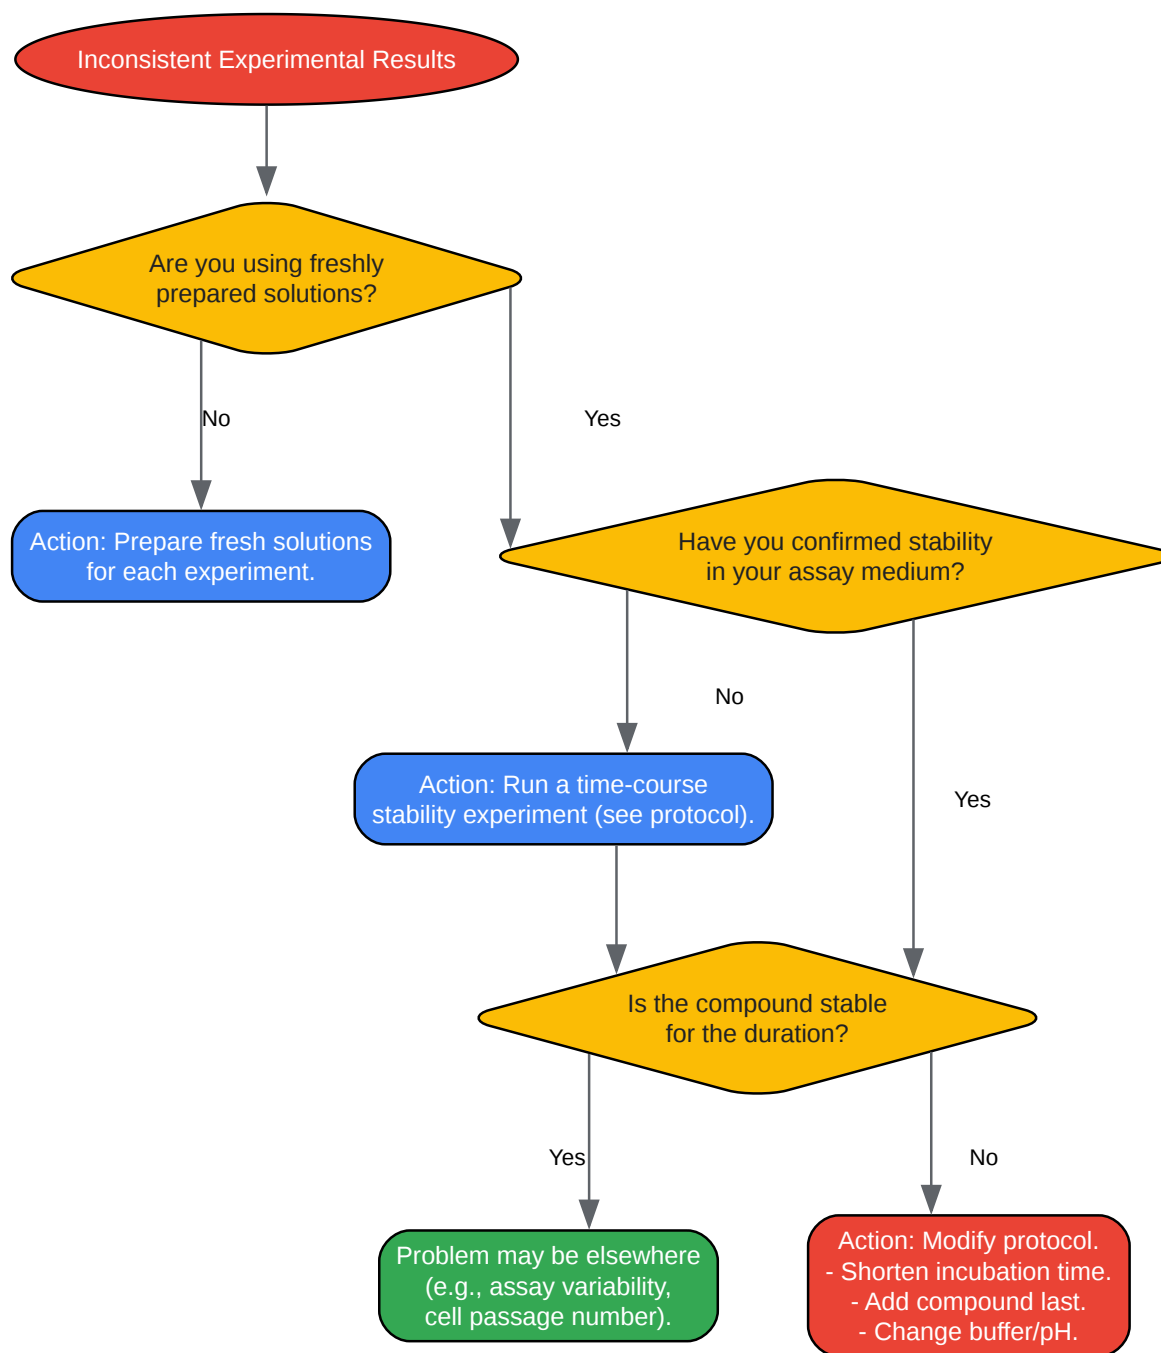 Inconsistent Experimental Results
Are you using freshly
prepared solutions?
No
Yes
Action: Prepare fresh solutions
for each experiment.
Have you confirmed stability
in your assay medium?
No
Yes
Action: Run a time-course
stability experiment (see protocol).
Is the compound stable
for the duration?
Yes
No
Problem may be elsewhere
(e.g., assay variability,
cell passage number).
Action: Modify protocol.
- Shorten incubation time.
- Add compound last.
- Change buffer/pH.